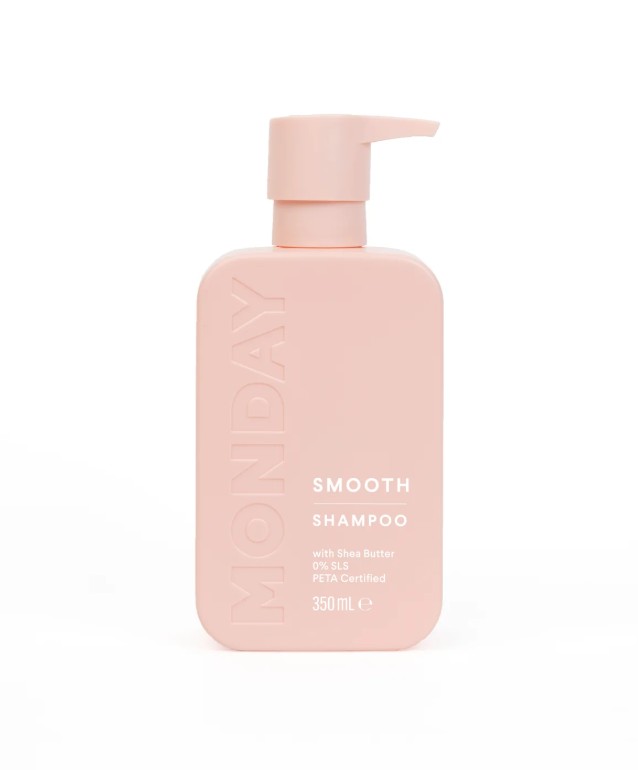 MONDAY
SMOOTH
SHAMPOO
with Shea Butter
0% SLS
PETA Certified
350 mL ℮